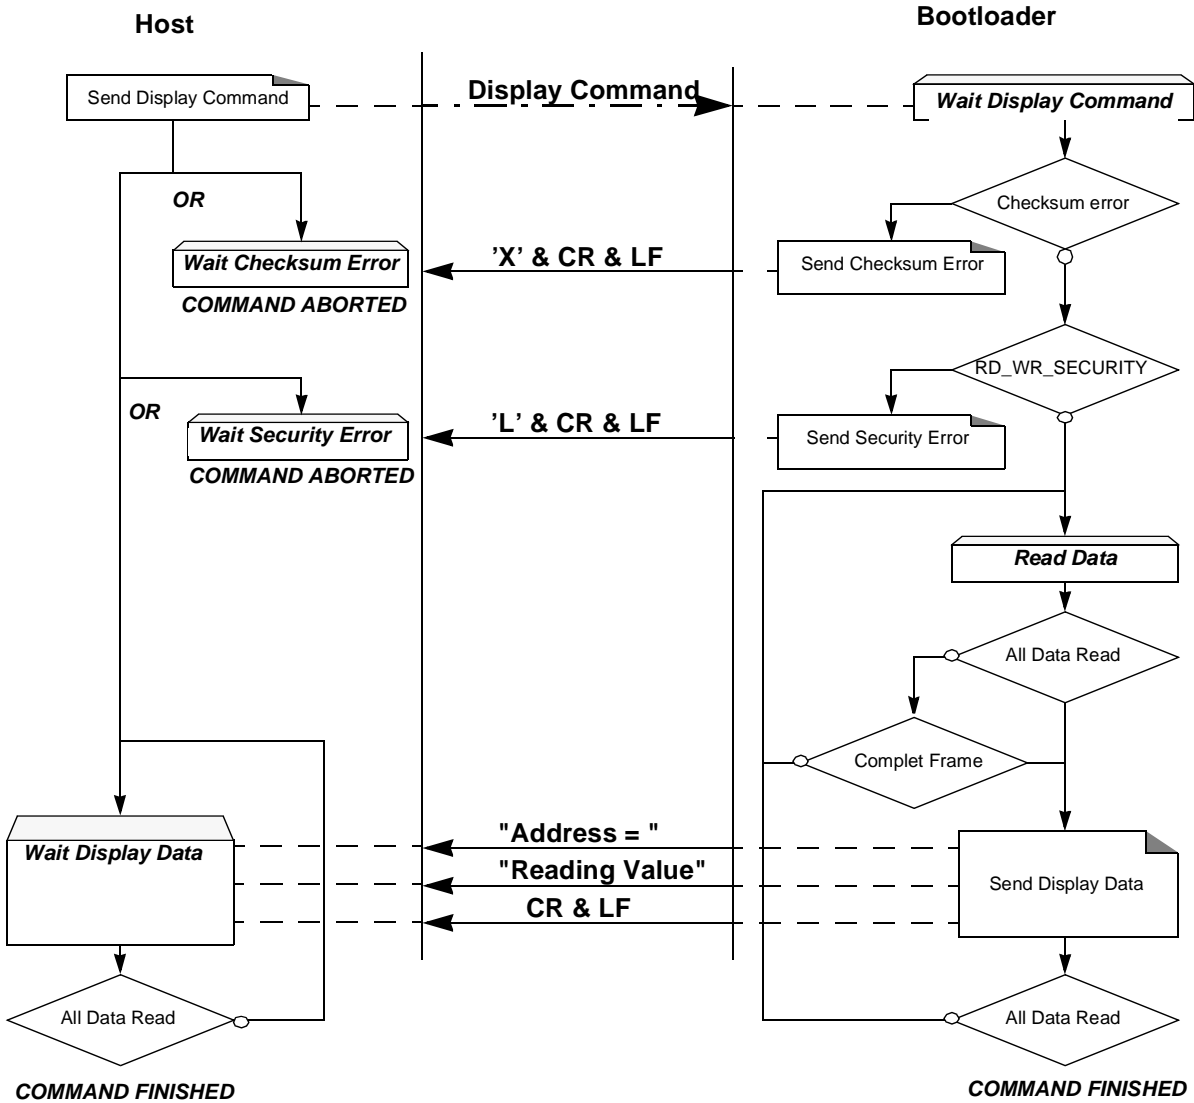 Host
Bootloader
Send Display Command
Display Command
Wait Display Command
OR
Checksum error
Wait Checksum Error
’X’ & CR & LF
Send Checksum Error
COMMAND ABORTED
RD_WR_SECURITY
OR
Wait Security Error
’L’ & CR & LF
Send Security Error
COMMAND ABORTED
Read Data
All Data Read
Complet Frame
Wait Display Data
"Address = "
"Reading Value"
CR & LF
Send Display Data
All Data Read
All Data Read
COMMAND FINISHED
COMMAND FINISHED